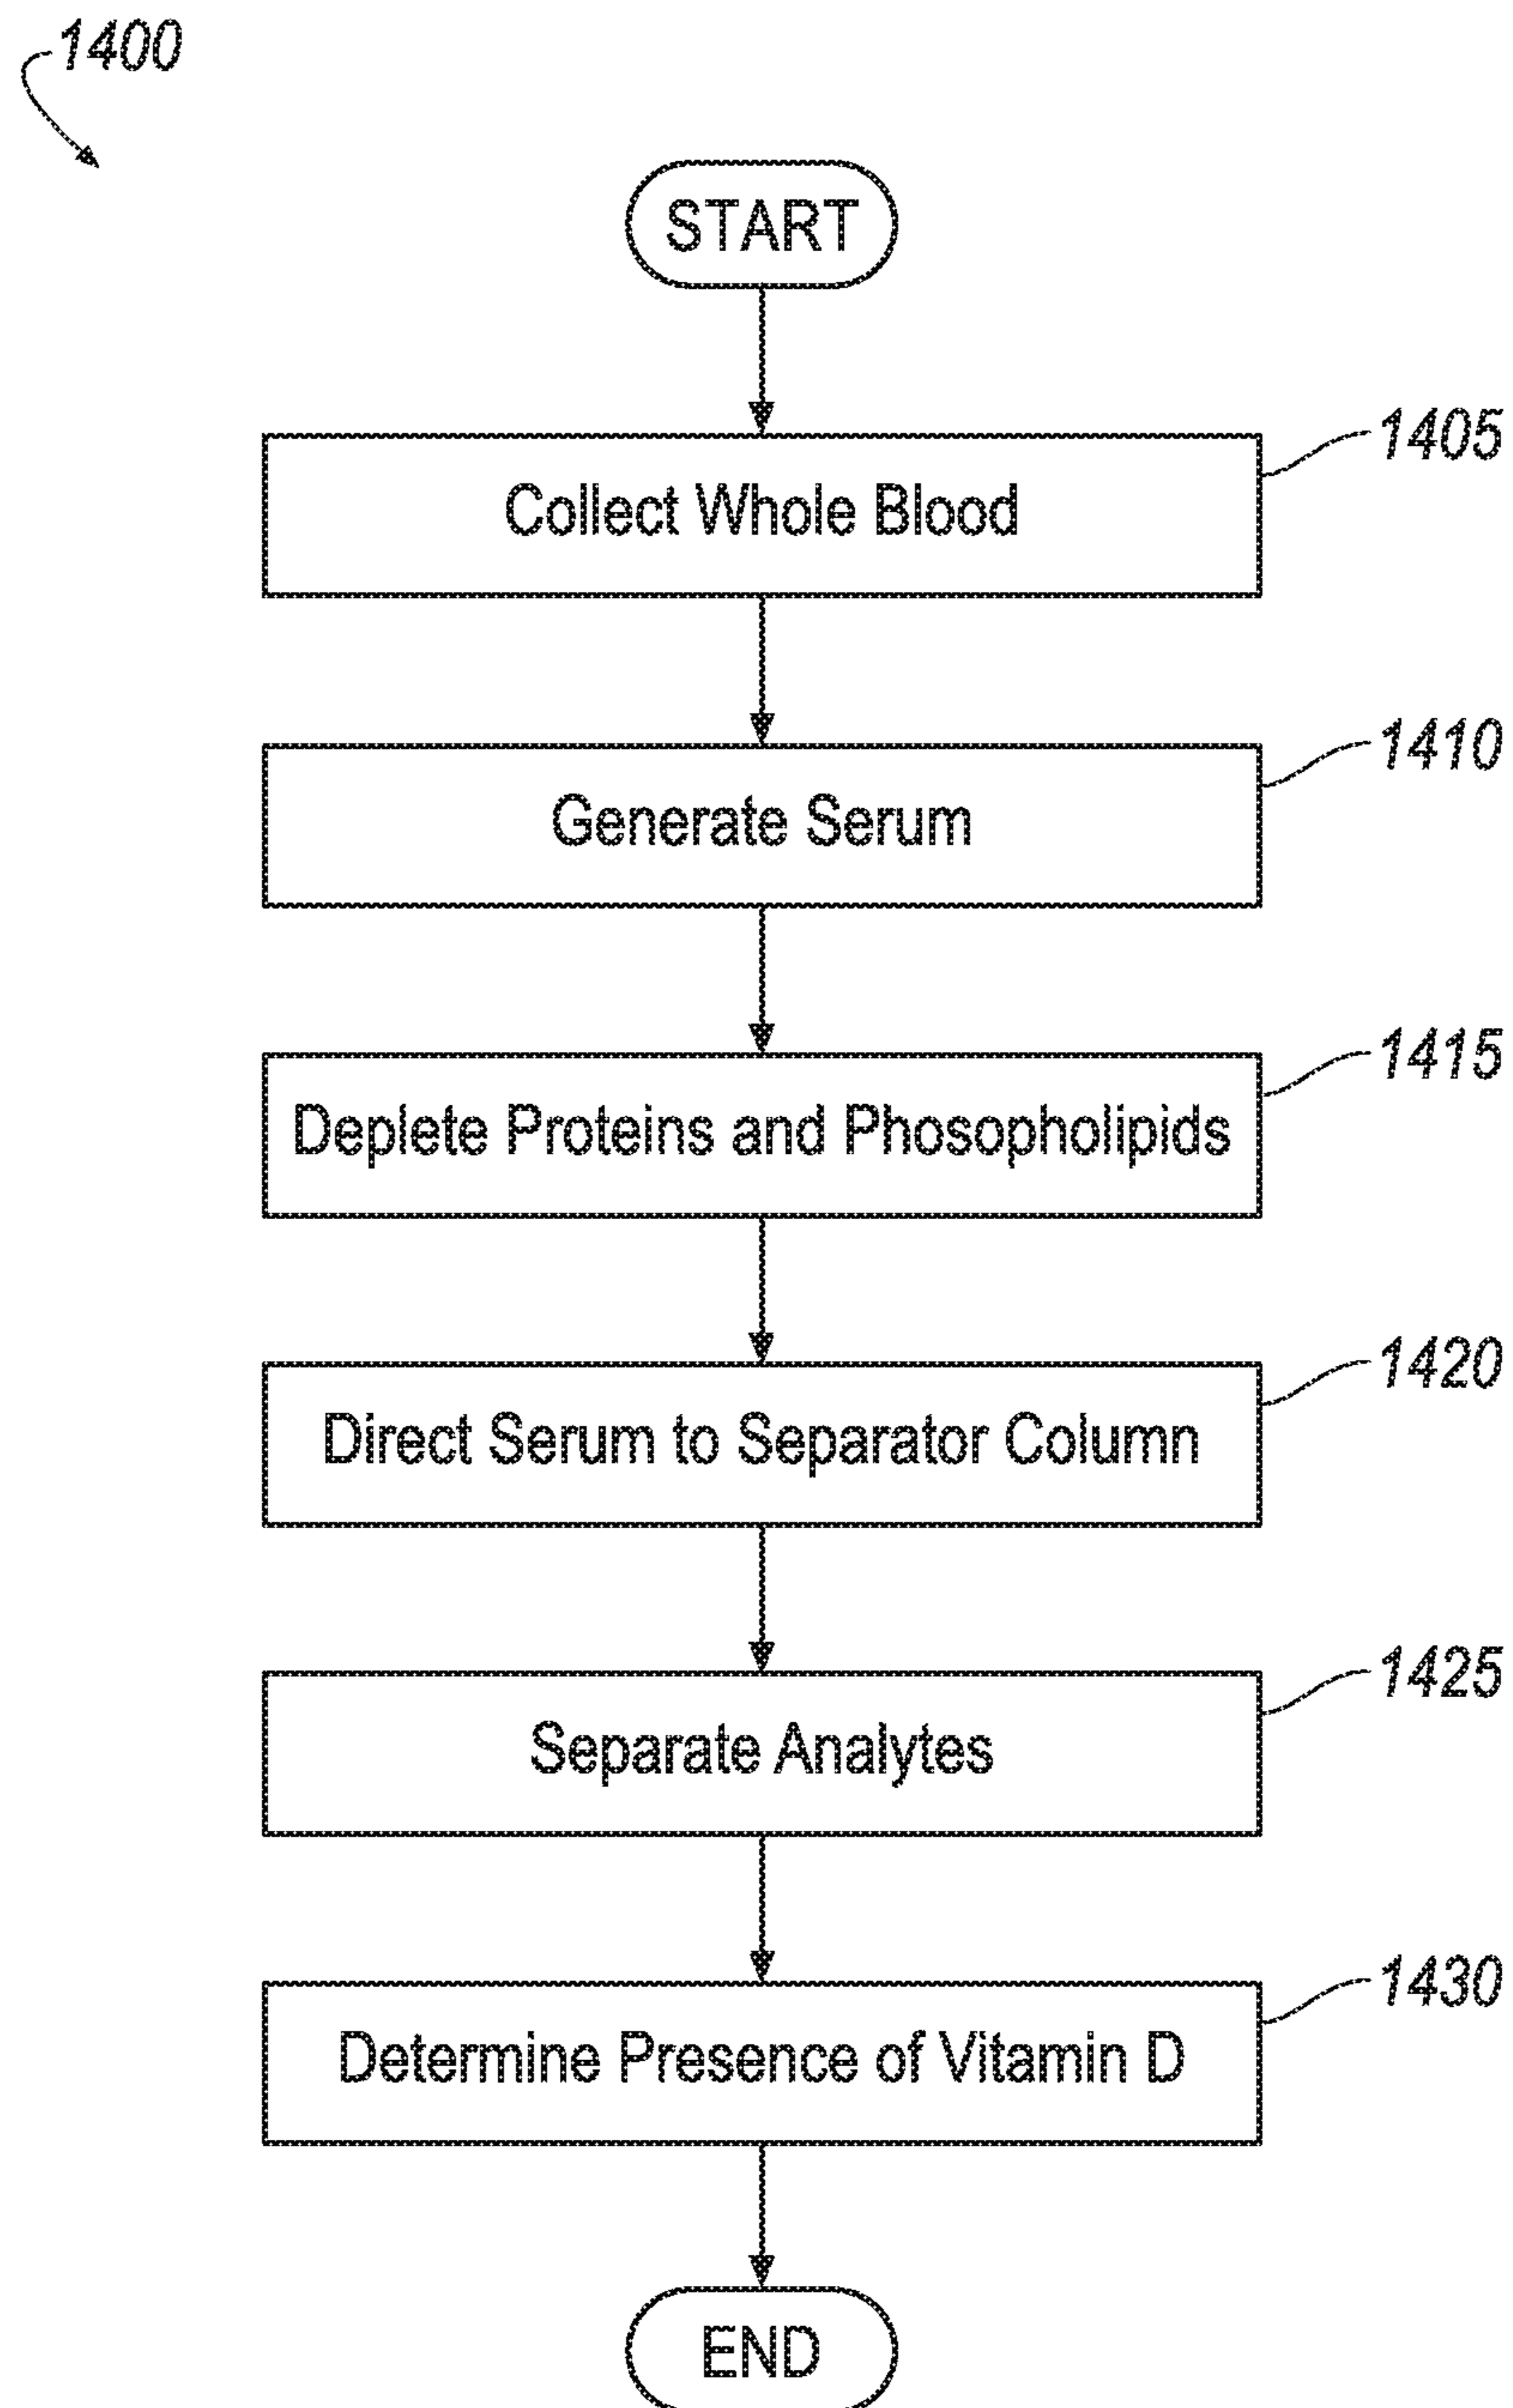 1400
START
Collect Whole Blood
1405
Generate Serum
1410
Deplete Proteins and Phosopholipids
1415
Direct Serum to Separator Column
1420
Separate Analytes
1425
Determine Presence of Vitamin D
1430
END